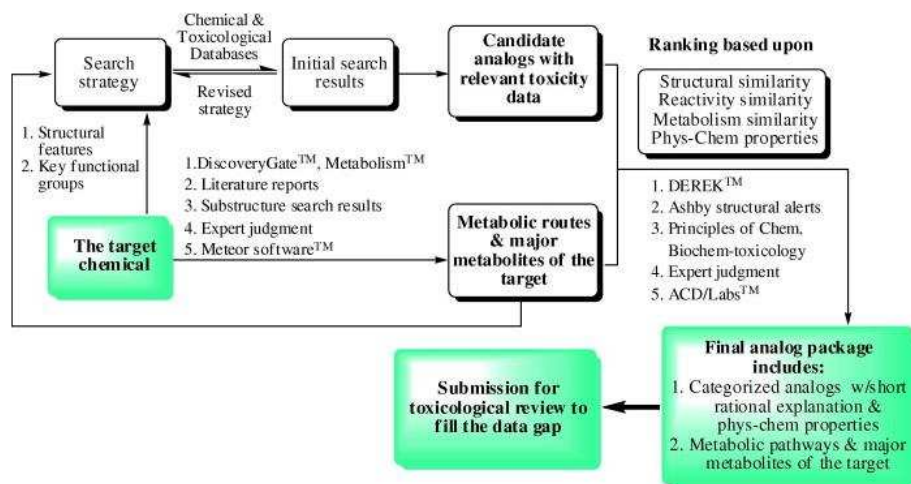 Search
strategy
Chemical &
Toxicological
Databases
Revised
strategy
Initial search
results
Candidate
analogs with
relevant toxicity
data
Ranking based upon
Structural similarity
Reactivity similarity
Metabolism similarity
Phys-Chem properties
1. Structural
features
2. Key functional
groups
1.DiscoveryGate™, Metabolism™
2. Literature reports
3. Substructure search results
4. Expert judgment
5. Meteor software™
The target
chemical
Metabolic routes
& major
metabolites of the
target
1. DEREK™
2. Ashby structural alerts
3. Principles of Chem,
Biochem-toxicology
4. Expert judgment
5. ACD/Labs™
Submission for
toxicological review to
fill the data gap
Final analog package
includes:
1. Categorized analogs w/short
rational explanation &
phys-chem properties
2. Metabolic pathways & major
metabolites of the target